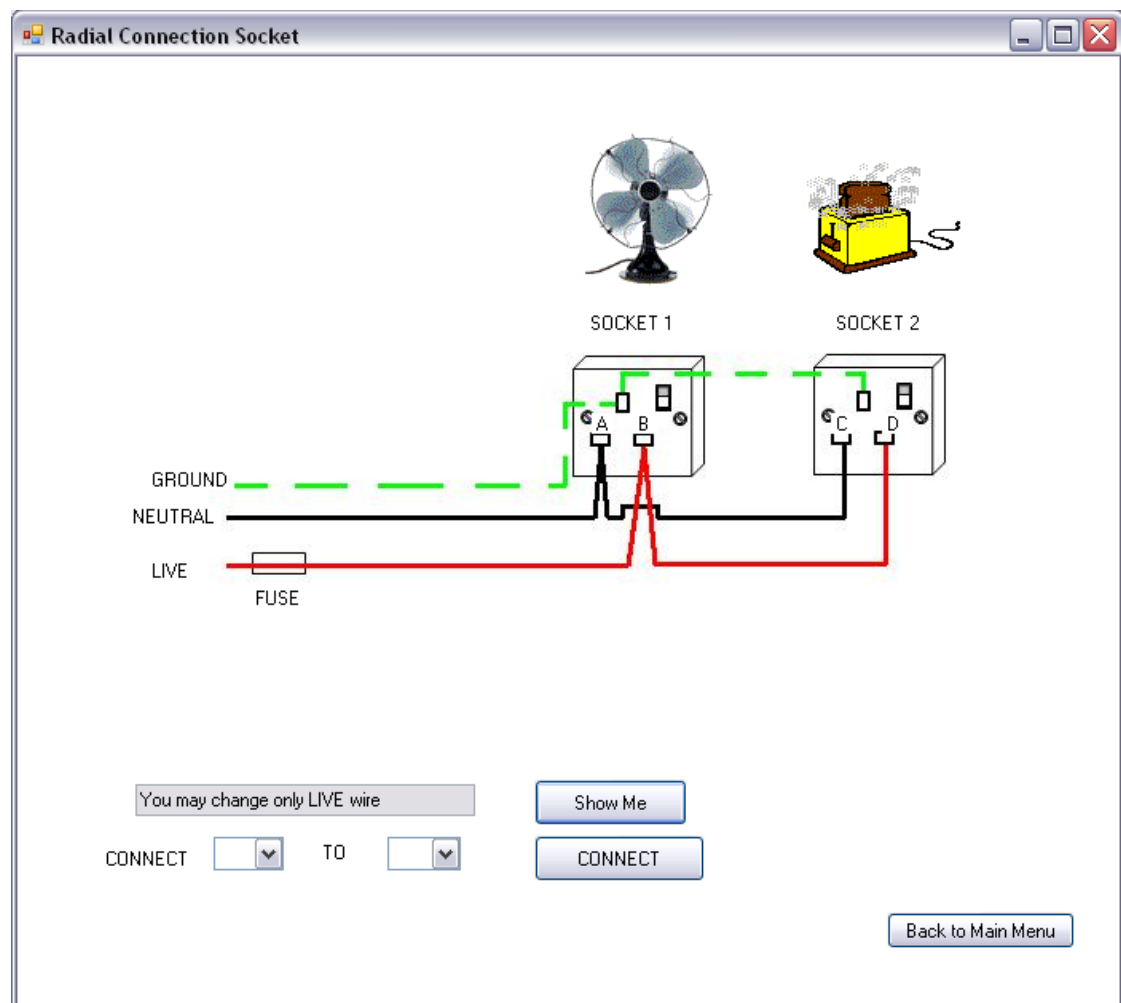 Radial Connection Socket
SOCKET 1
SOCKET 2
A
B
C
D
GROUND
NEUTRAL
LIVE
FUSE
You may change only LIVE wire
Show Me
CONNECT
TO
CONNECT
Back to Main Menu